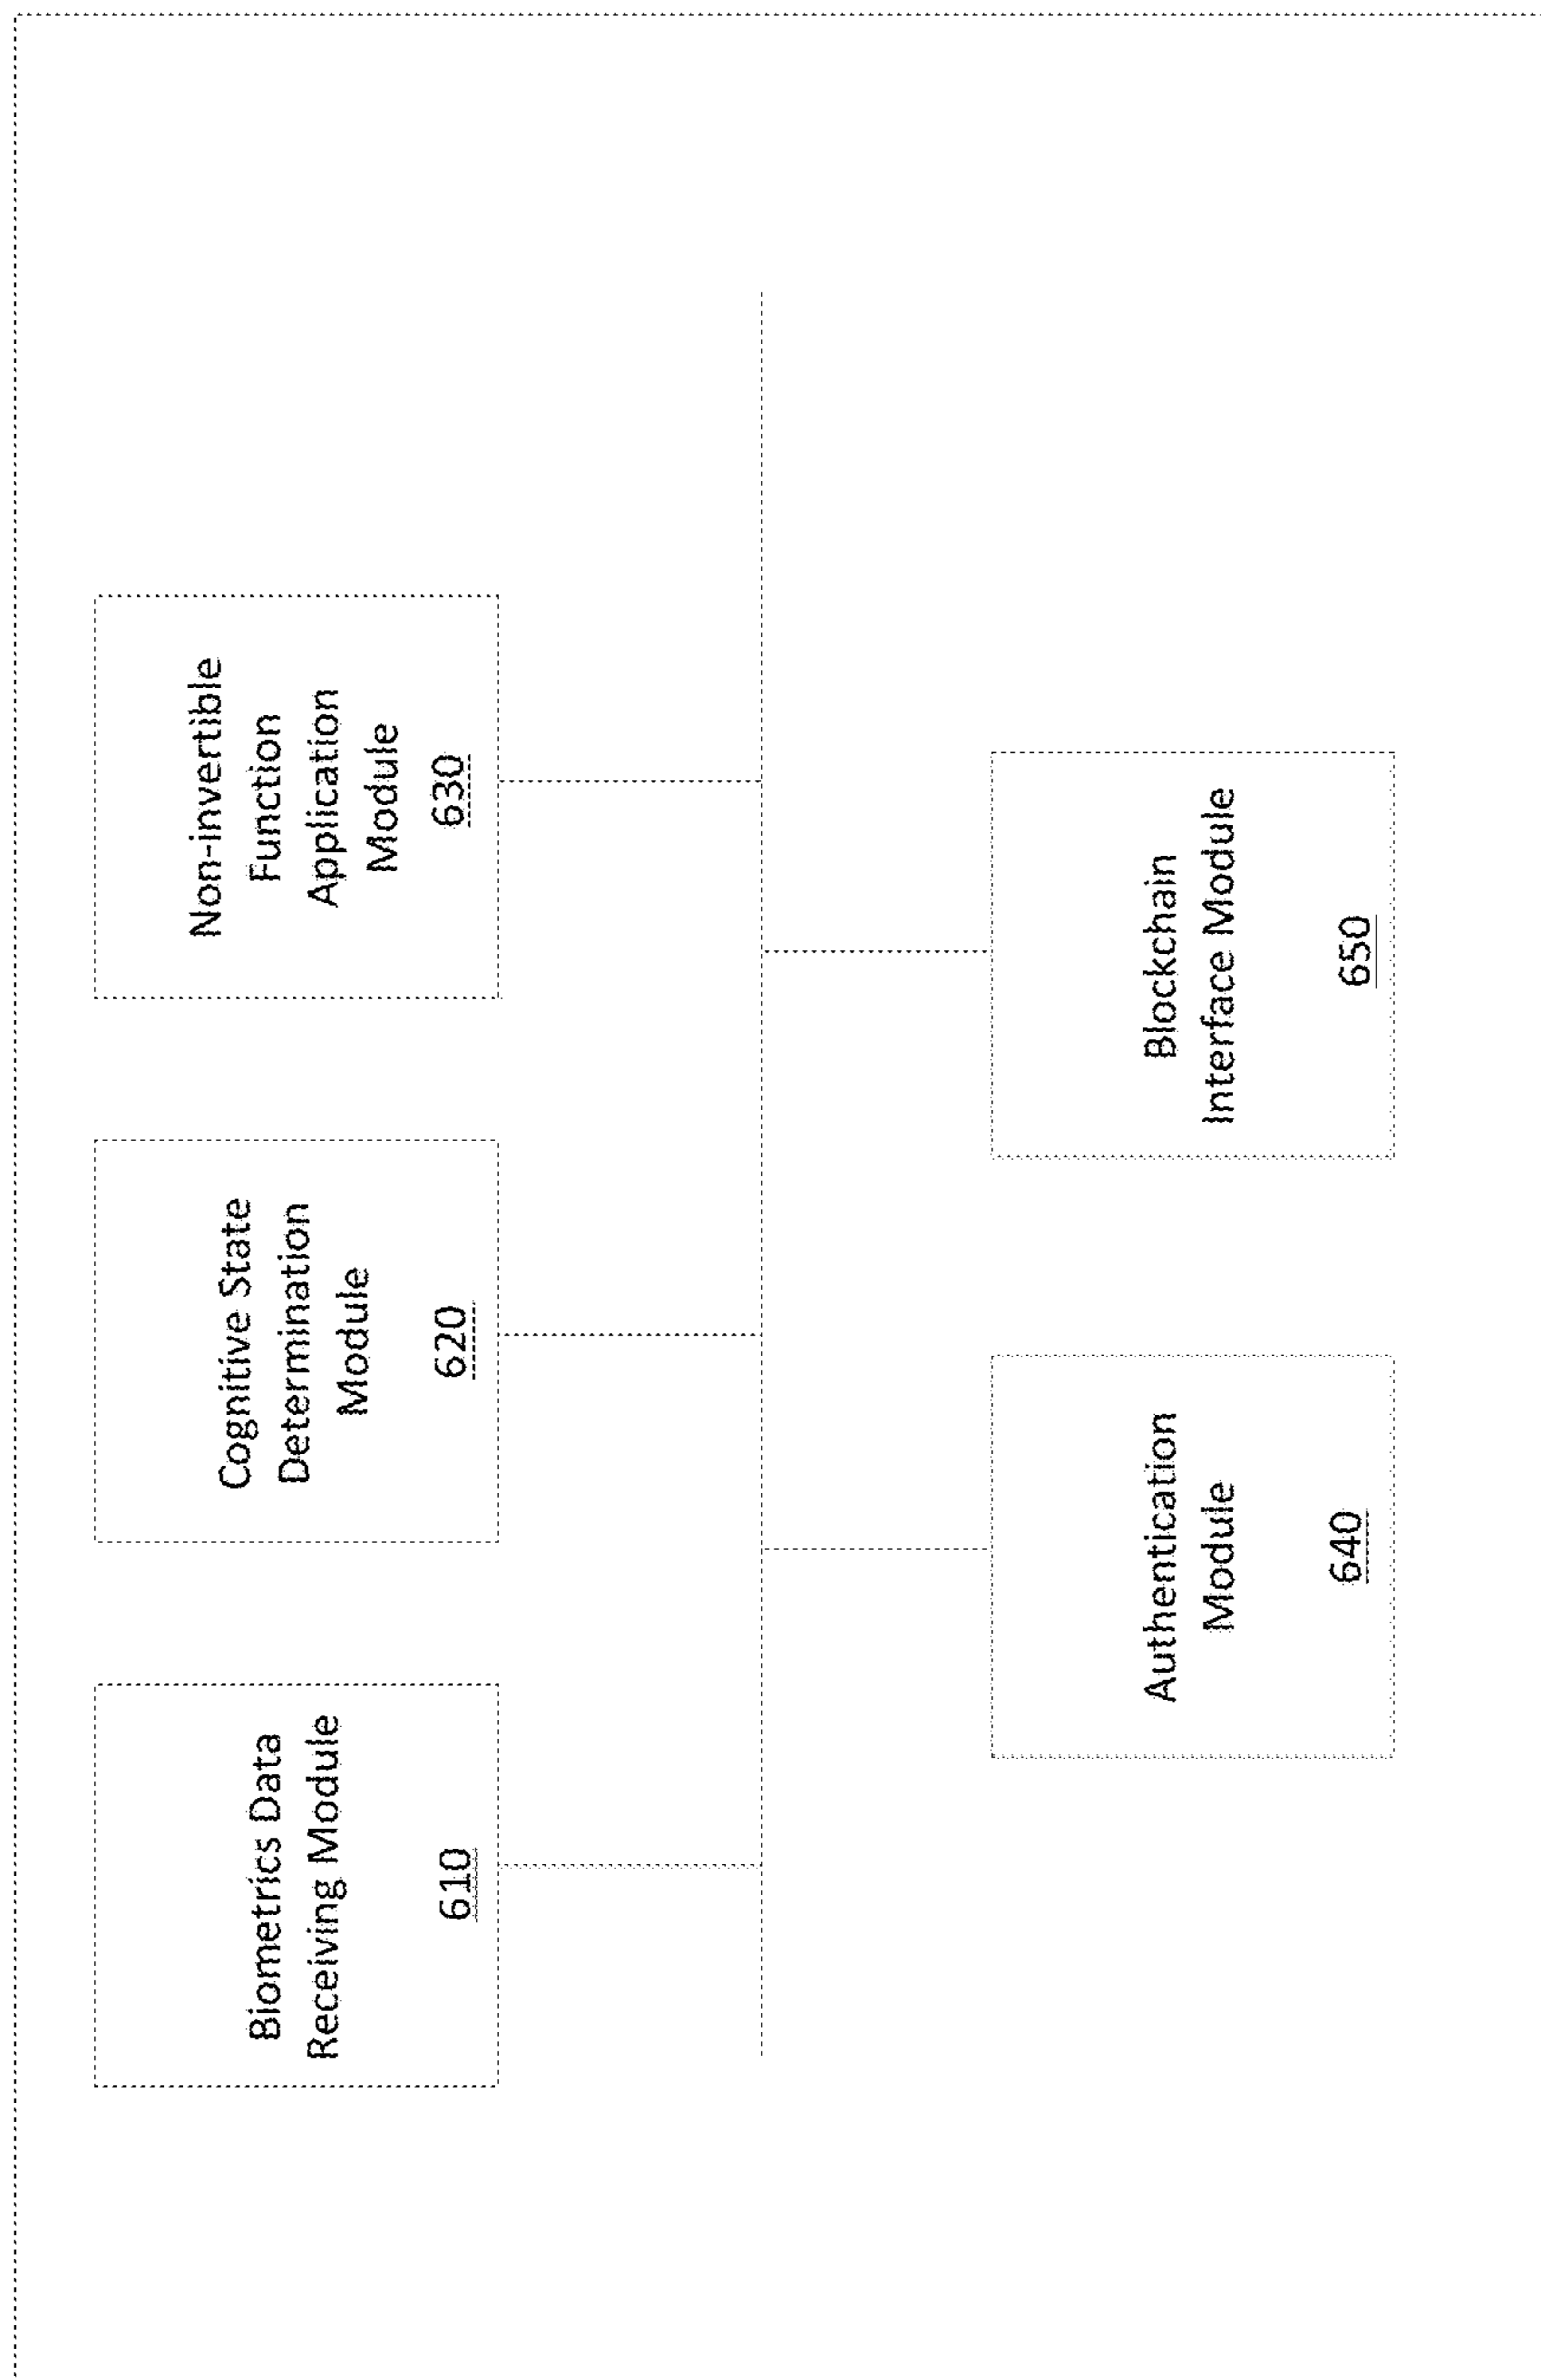 Biometrics Data
Receiving Module
610
Cognitive State
Determination
Module
620
Non-invertible
Function
Application
Module
630
Authentication
Module
640
Blockchain
Interface Module
650